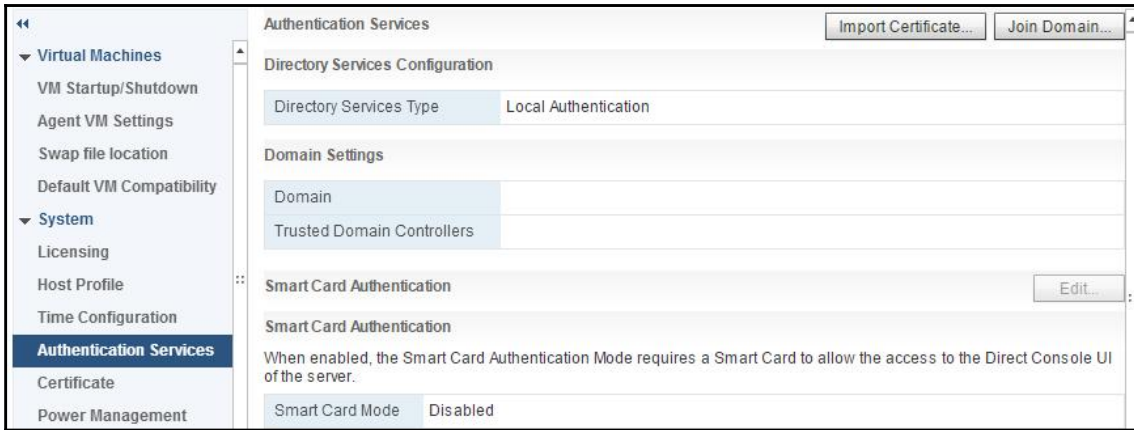 Virtual Machines
VM Startup/Shutdown
Agent VM Settings
Swap file location
Default VM Compatibility
System
Licensing
Host Profile
Time Configuration
Authentication Services
Certificate
Power Management
Authentication Services
Import Certificate...
Join Domain...
Directory Services Configuration
Directory Services Type Local Authentication
Domain Settings
Domain
Trusted Domain Controllers
Smart Card Authentication
Edit...
Smart Card Authentication
When enabled, the Smart Card Authentication Mode requires a Smart Card to allow the access to the Direct Console UI
of the server.
Smart Card Mode Disabled